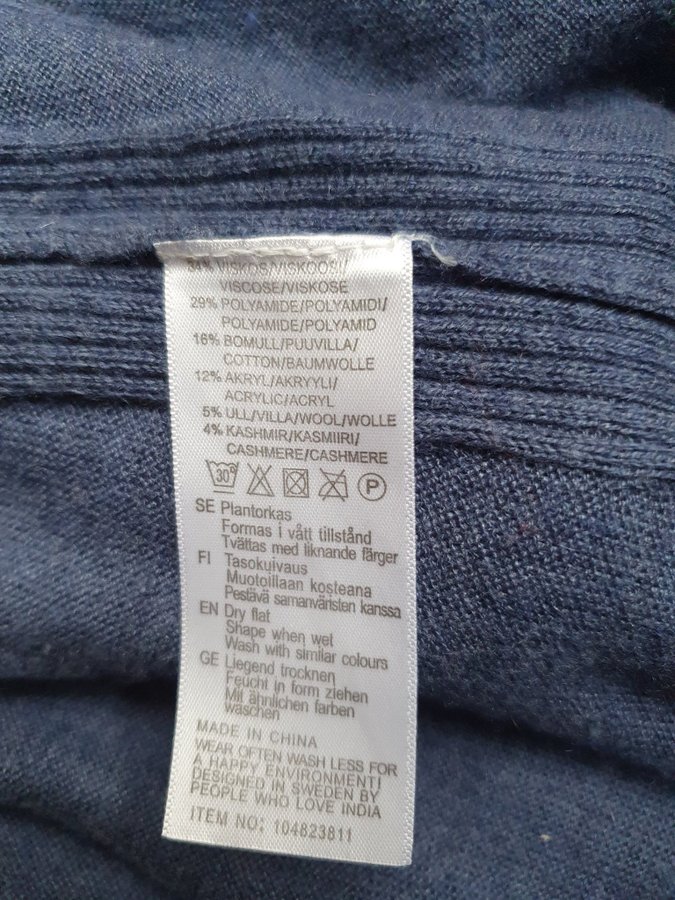 34% VISKOS/VISKOOSI/
VISCOSE/VISKOSE
29% POLYAMIDE/POLYAMIDI/
POLYAMIDE/POLYAMID
16% BOMULL/PUUVILLA/
COTTON/BAUMWOLLE
12% AKRYL/AKRYYLI/
ACRYLIC/ACRYL
5% ULL/VILLA/WOOL/WOLLE
4% KASHMIR/KASMIIRI/
CASHMERE/CASHMERE
30° P
SE Plantorkas
Formas i vått tillstånd
Tvättas med liknande färger
FI Tasokuivaus
Muotoillaan kosteana
Pestävä samanväristen kanssa
EN Dry flat
Shape when wet
Wash with similar colours
GE Liegend trocknen
Feucht in form ziehen
Mit ähnlichen farben
waschen
MADE IN CHINA
WEAR OFTEN WASH LESS FOR
A HAPPY ENVIRONMENT!
DESIGNED IN SWEDEN BY
PEOPLE WHO LOVE INDIA
ITEM NO: 104823811